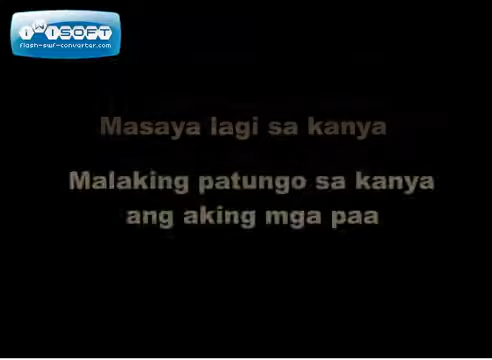 iWiSOFT
flash-swf-converter.com
Masaya lagi sa kanya
Malaking patungo sa kanya
ang aking mga paa